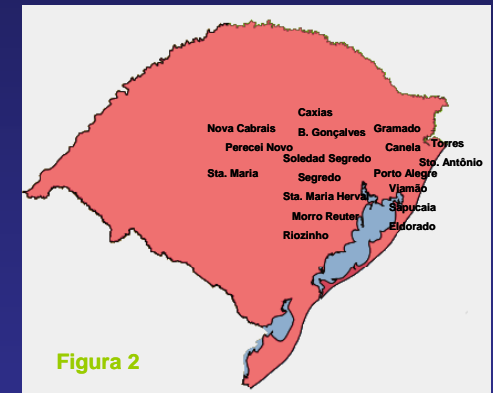 Caxias
Nova Cabrais
B. Gonçalves
Gramado
Perecei Novo
Canela
Torres
Soledad Segredo
Sto. Antônio
Sta. Maria
Segredo
Porto Alegre
Viamão
Sta. Maria Herval
Sapucaia
Morro Reuter
Eldorado
Riozinho
Figura 2